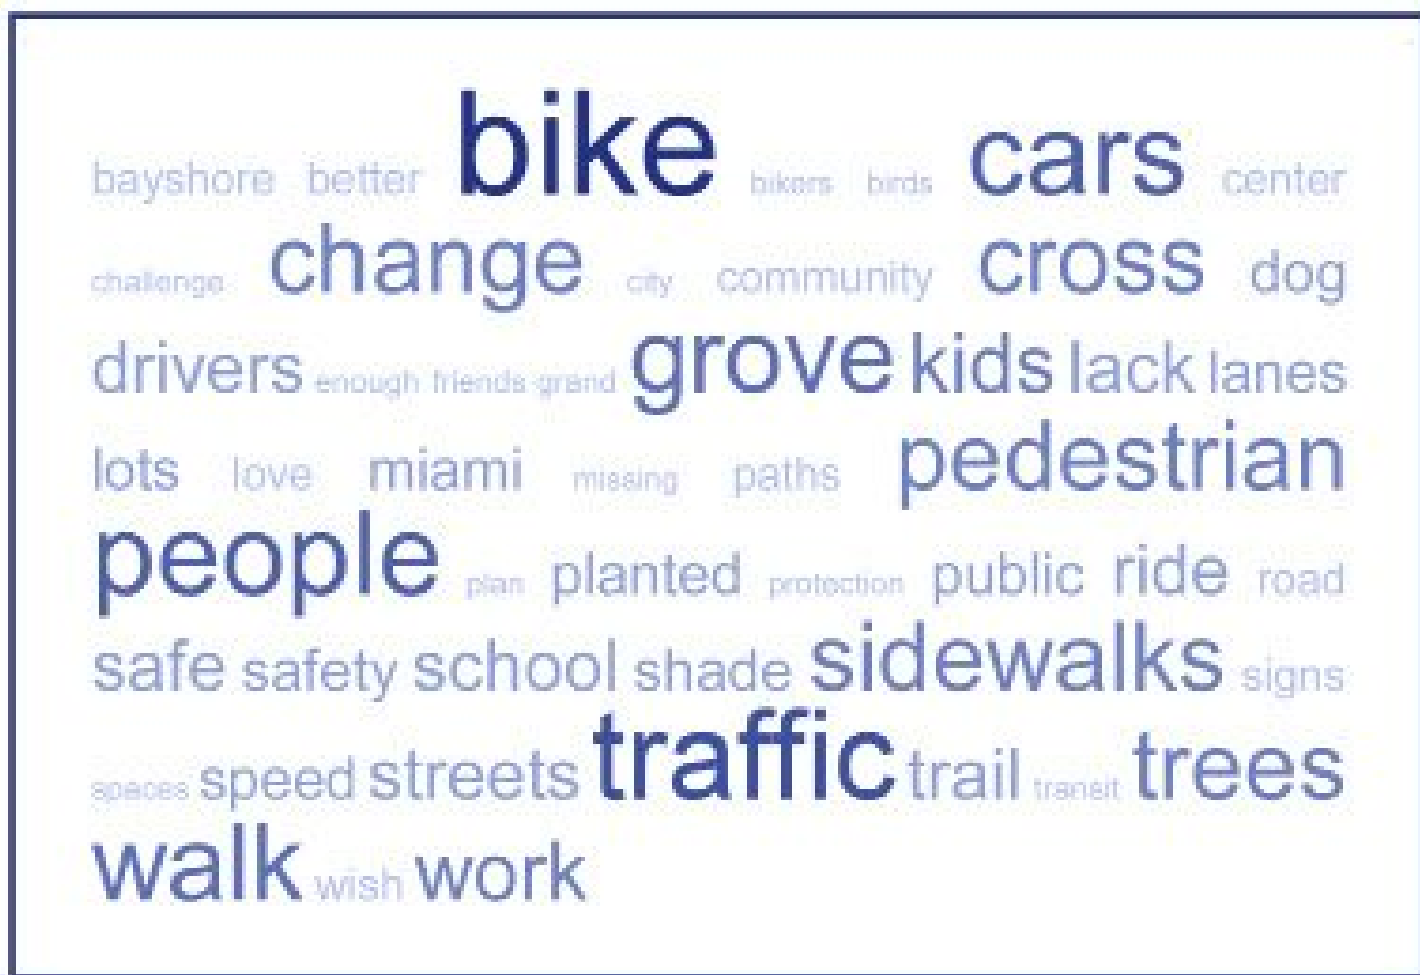 bayshore better bike bikers birds cars center
challenge change city community cross dog
drivers enough friends grand grove kids lack lanes
lots love miami missing paths pedestrian
people plan planted protection public ride road
safe safety school shade sidewalks signs
spaces speed streets traffic trail transit trees
walk wish work